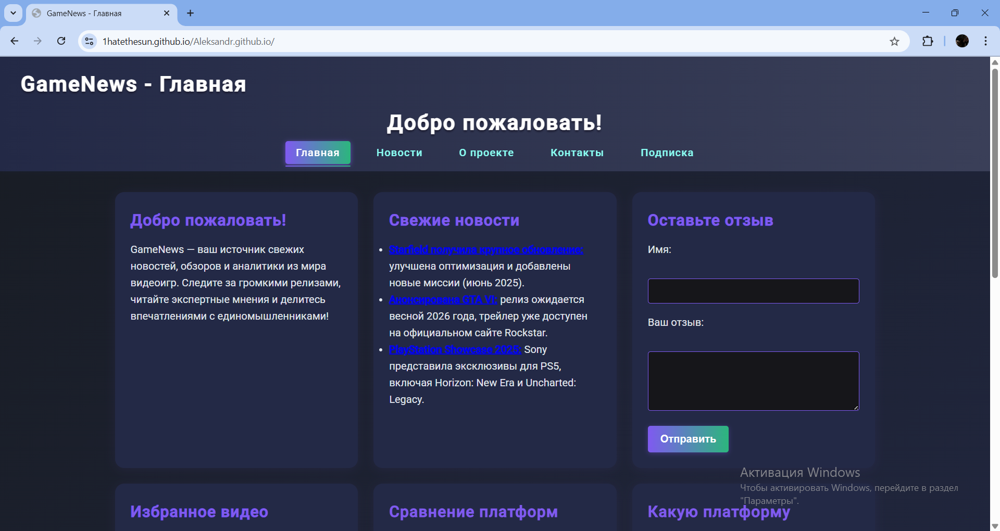 GameNews - Главная
1hatethesun.github.io/Aleksandr.github.io/
GameNews - Главная
Добро пожаловать!
Главная
Новости
О проекте
Контакты
Подписка
Добро пожаловать!
GameNews — ваш источник свежих
новостей, обзоров и аналитики из мира
видеоигр. Следите за громкими релизами,
читайте экспертные мнения и делитесь
впечатлениями с единомышленниками!
Свежие новости
Starfield получила крупное обновление:
улучшена оптимизация и добавлены
новые миссии (июнь 2025).
Анонсирована GTA VI: релиз ожидается
весной 2026 года, трейлер уже доступен
на официальном сайте Rockstar.
PlayStation Showcase 2025: Sony
представила эксклюзивы для PS5,
включая Horizon: New Era и Uncharted:
Legacy.
Оставьте отзыв
Имя:
Ваш отзыв:
Отправить
Избранное видео
Сравнение платформ
Какую платформу
Активация Windows
Чтобы активировать Windows, перейдите в раздел
"Параметры".